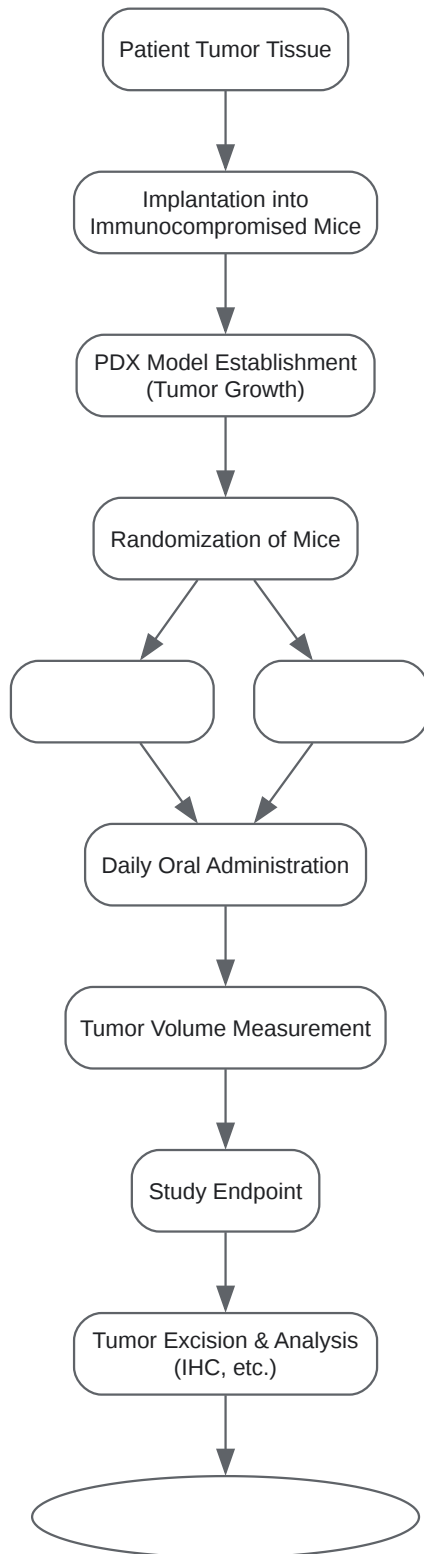 Patient Tumor Tissue
Implantation into
Immunocompromised Mice
PDX Model Establishment
(Tumor Growth)
Randomization of Mice
Daily Oral Administration
Tumor Volume Measurement
Study Endpoint
Tumor Excision & Analysis
(IHC, etc.)